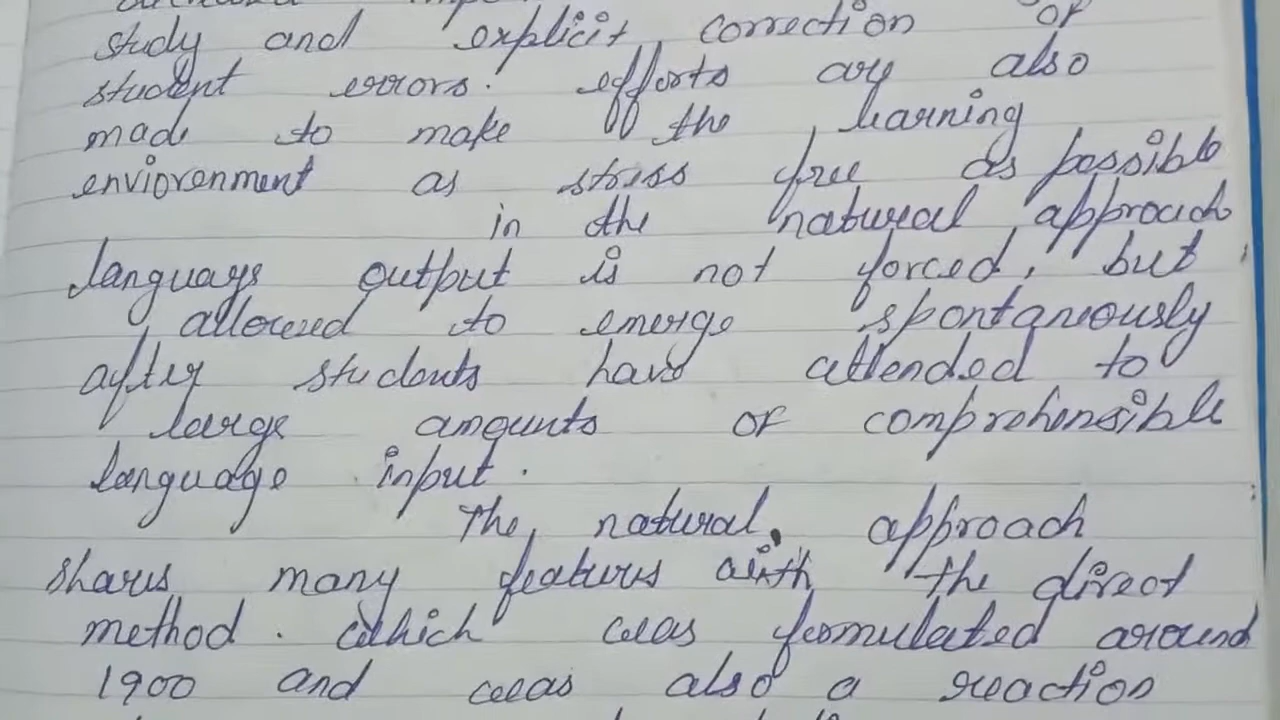 study and explicit correction of
student errors. efforts are also
made to make the learning
enviorenment as stress free as possible
in the natural approach
language output is not forced, but
allowed to emerge spontaneously
after students have attended to
large amounts of comprehensible
language input.
The natural approach
shares many features with the direct
method. which was formulated around
1900 and was also a reaction